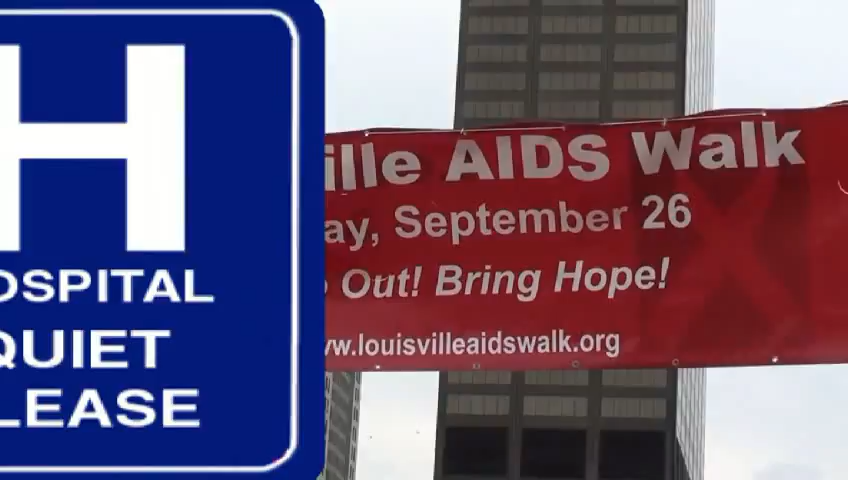 H
OSPITAL
QUIET
LEASE
ille AIDS Walk
ay, September 26
Out! Bring Hope!
w.louisvilleaidswalk.org